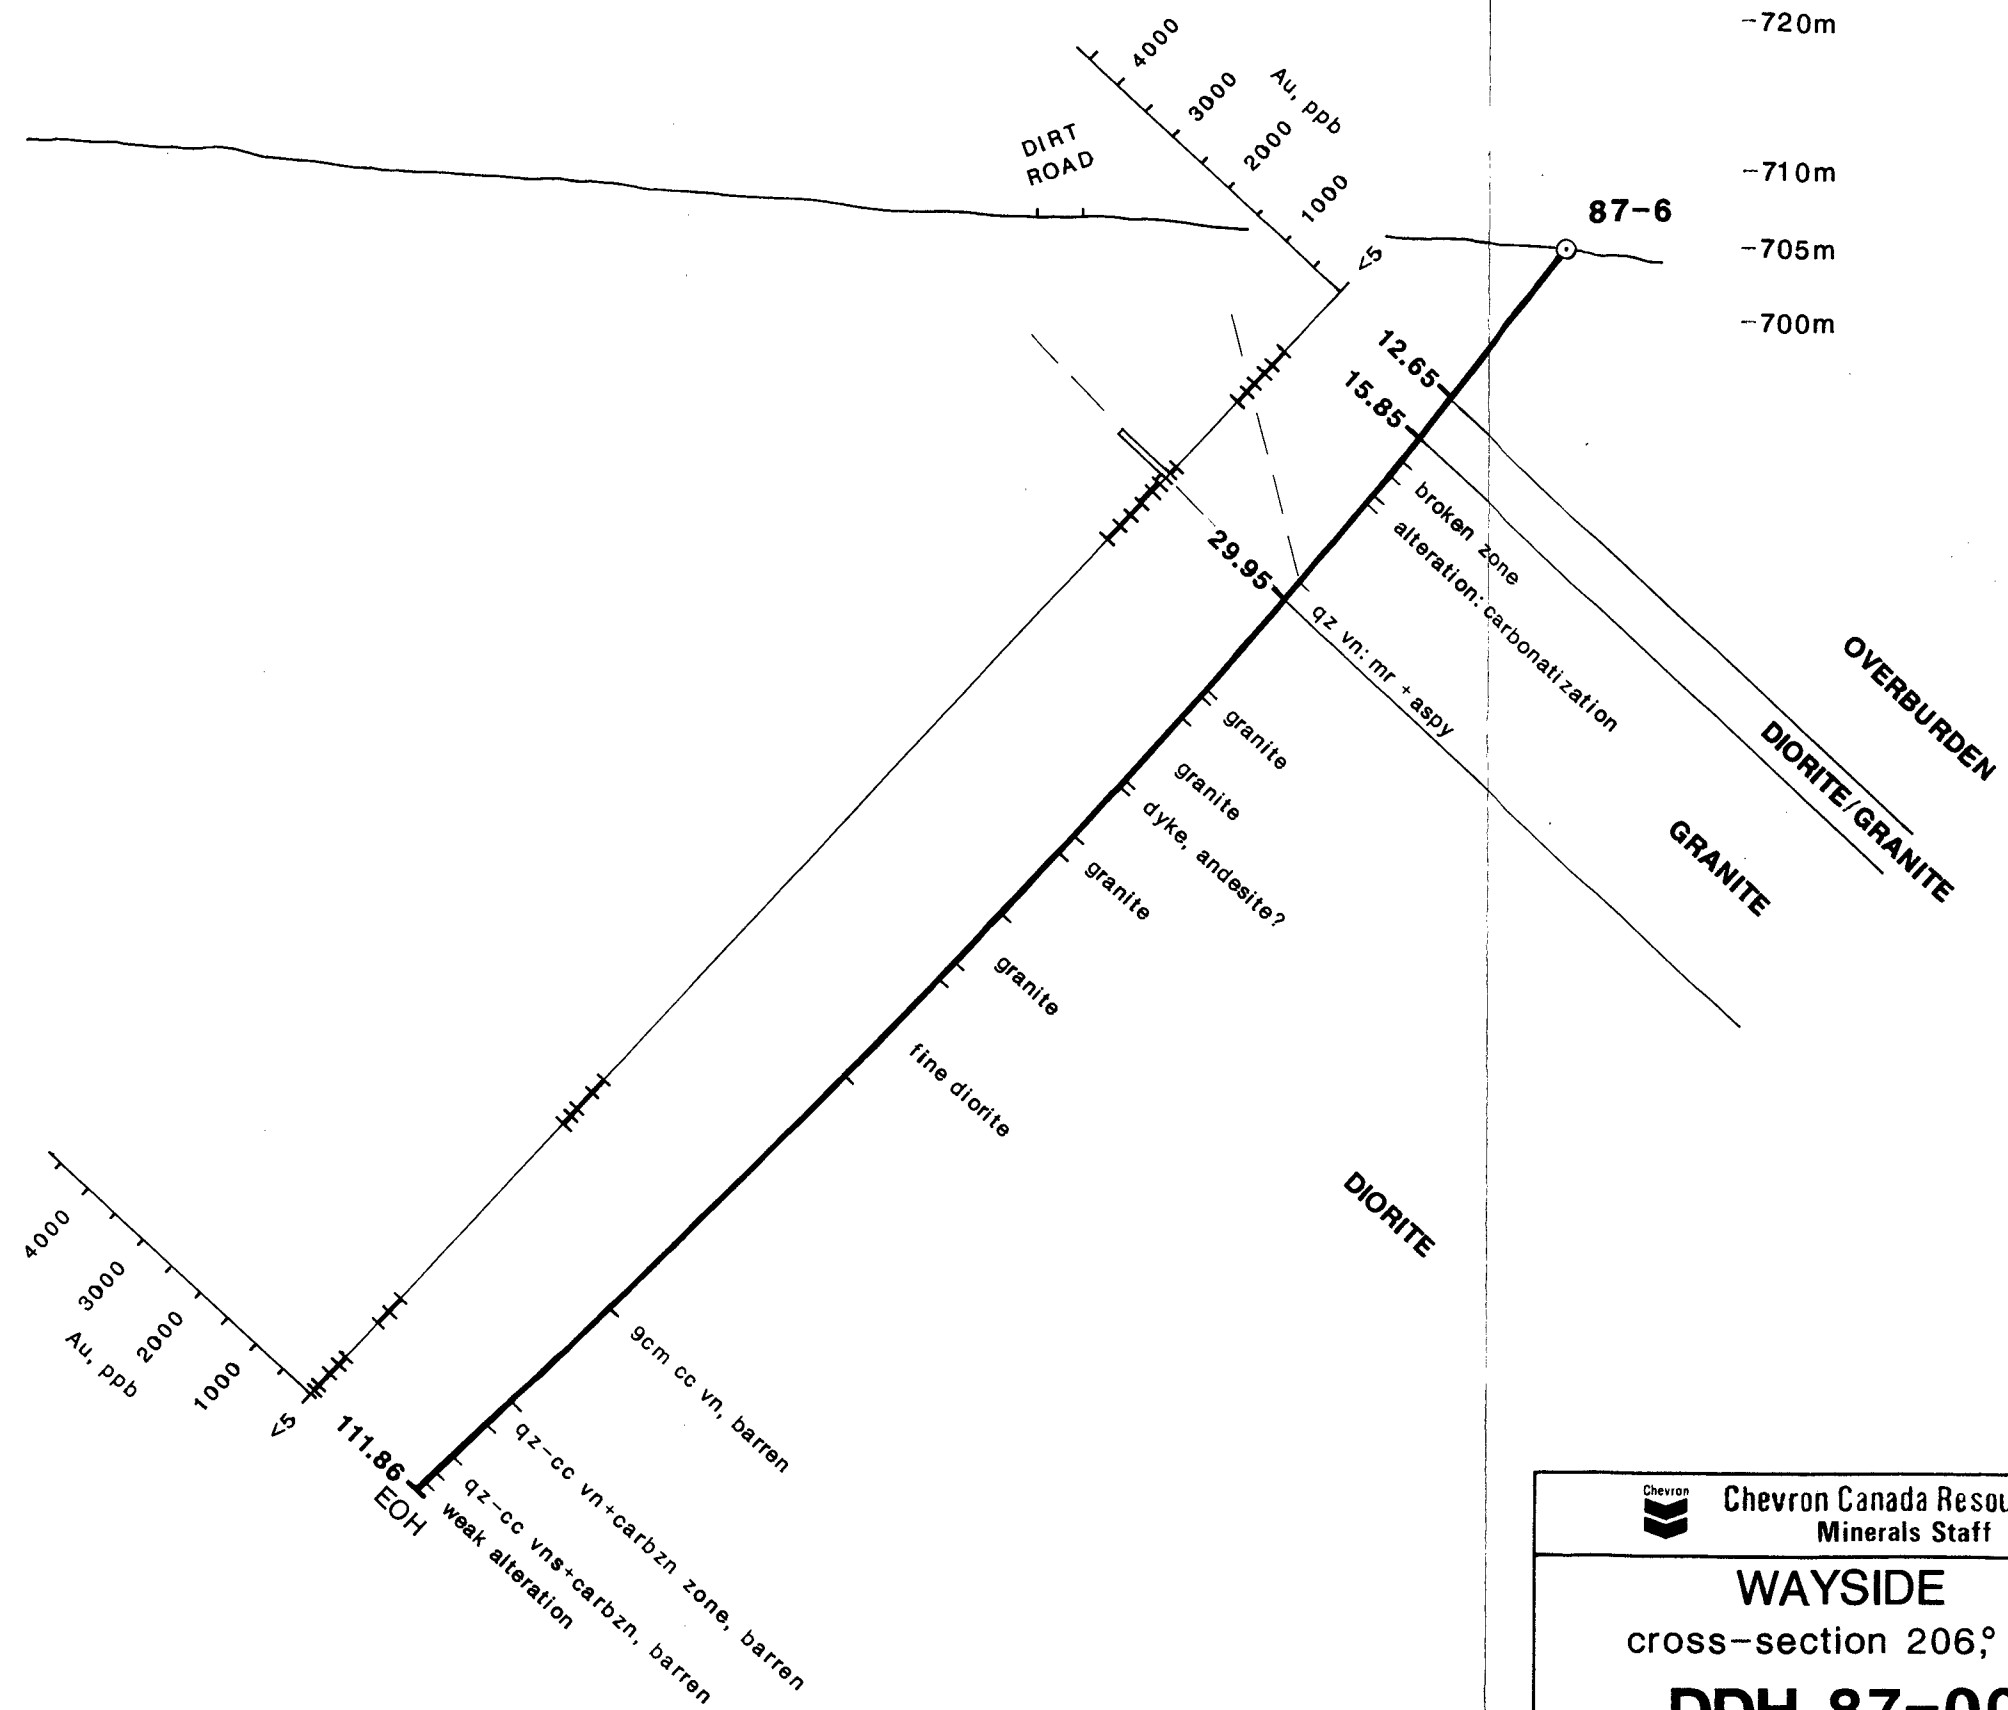 -720m
4000
3000
2000
1000
Au, ppb
<5
DIRT
ROAD
-710m
87-6
-705m
-700m
12.65
15.85
29.95
broken zone
alteration: carbonatization
qz vn: mr +aspy
granite
granite
dyke, andesite?
granite
granite
fine diorite
OVERBURDEN
DIORITE/GRANITE
GRANITE
DIORITE
4000
3000
2000
1000
Au, ppb
<5
111.86
EOH
9cm cc vn, barren
qz-cc vn+carbzn zone, barren
qz-cc vns+carbzn, barren
weak alteration
Chevron
Chevron Canada Resou
Minerals Staff
WAYSIDE
cross-section 206,°
DDH 87-00